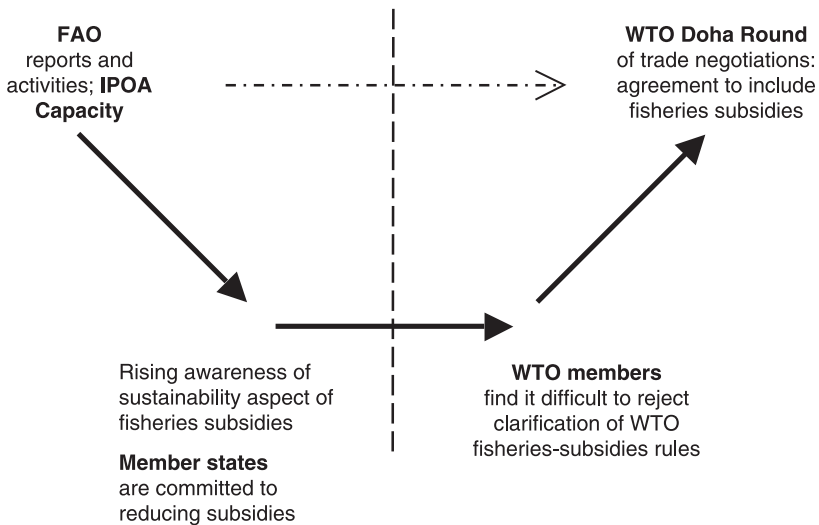 FAO
reports and
activities; IPOA
Capacity
WTO Doha Round
of trade negotiations:
agreement to include
fisheries subsidies
Rising awareness of
sustainability aspect of
fisheries subsidies
Member states
are committed to
reducing subsidies
WTO members
find it difficult to reject
clarification of WTO
fisheries-subsidies rules